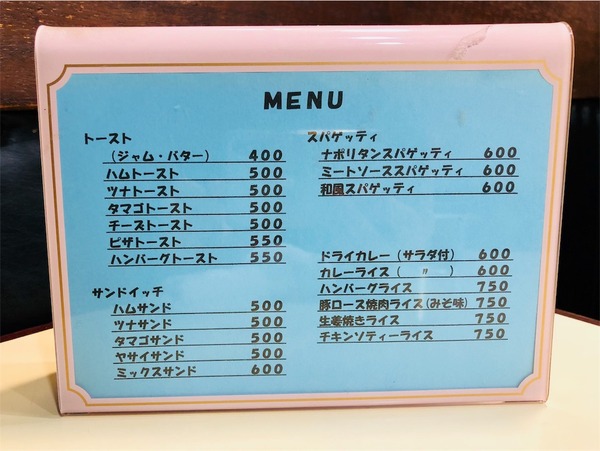 MENU
トースト
(ジャム・バター) 400
ハムトースト 500
ツナトースト 500
タマゴトースト 500
チーズトースト 500
ピザトースト 550
ハンバーグトースト 550
サンドイッチ
ハムサンド 500
ツナサンド 500
タマゴサンド 500
ヤサイサンド 500
ミックスサンド 600
スパゲッティ
ナポリタンスパゲッティ 600
ミートソーススパゲッティ 600
和風スパゲッティ 600
ドライカレー(サラダ付) 600
カレーライス( 〃 ) 600
ハンバーグライス 750
豚ロース焼肉ライス(みそ味) 750
生姜焼きライス 750
チキンソティーライス 750